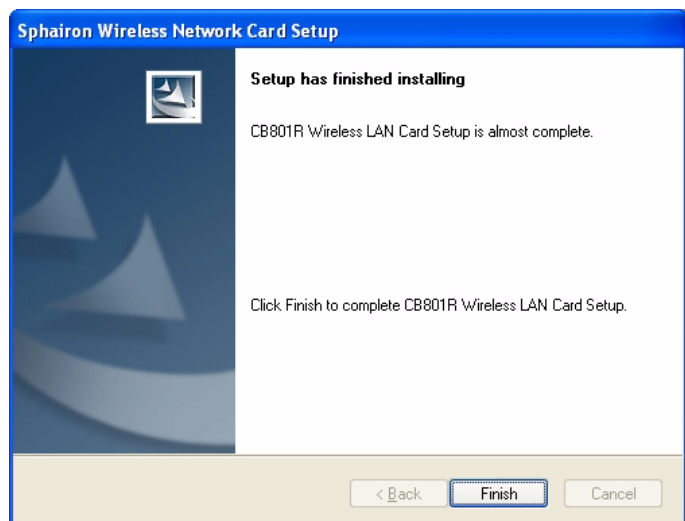 Sphairon Wireless Network Card Setup
Setup has finished installing
CB801R Wireless LAN Card Setup is almost complete.
Click Finish to complete CB801R Wireless LAN Card Setup.
< Back Finish Cancel